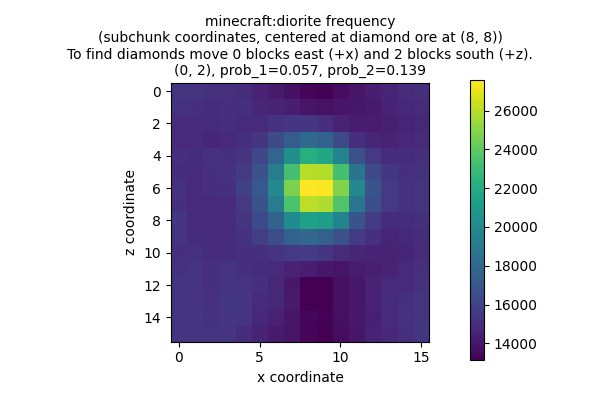 minecraft:diorite frequency
(subchunk coordinates, centered at diamond ore at (8, 8))
To find diamonds move 0 blocks east (+x) and 2 blocks south (+z).
(0, 2), prob_1=0.057, prob_2=0.139
0
2
4
6
8
10
12
14
z coordinate
0 5 10 15
x coordinate
26000
24000
22000
20000
18000
16000
14000